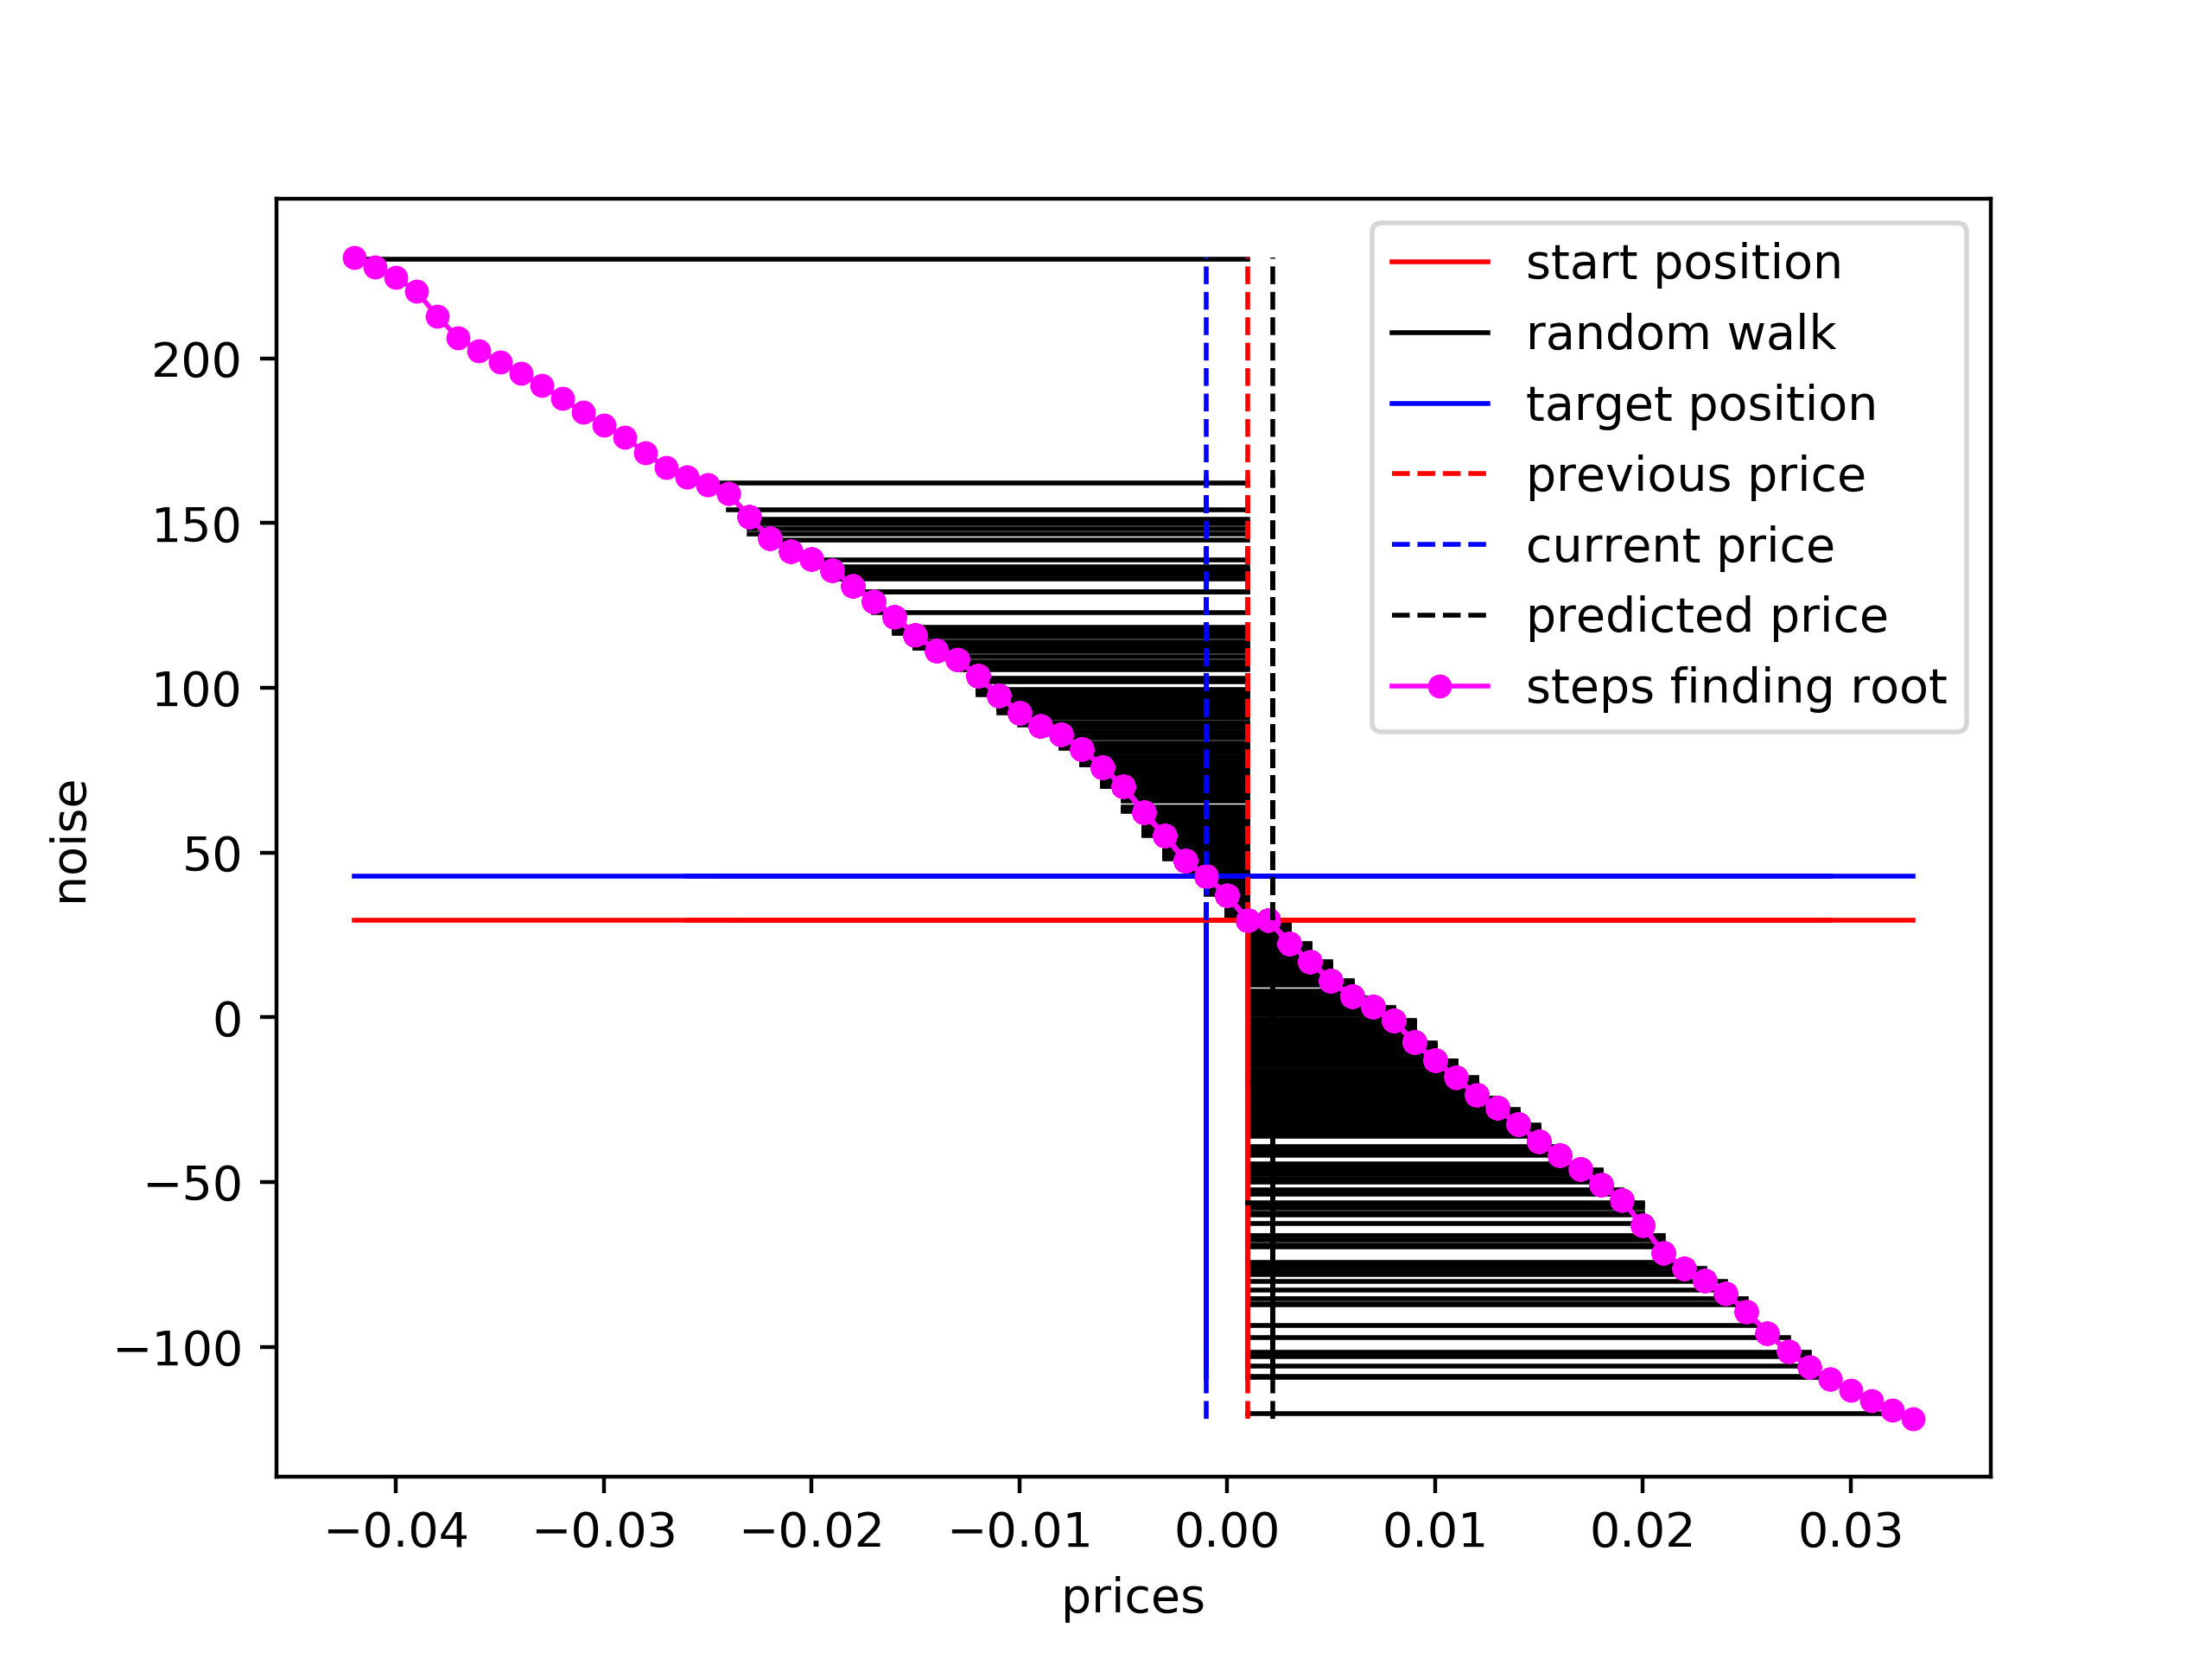 start position
random walk
target position
previous price
current price
predicted price
steps finding root
200
150
100
50
0
−50
−100
noise
−0.04 −0.03 −0.02 −0.01 0.00 0.01 0.02 0.03
prices